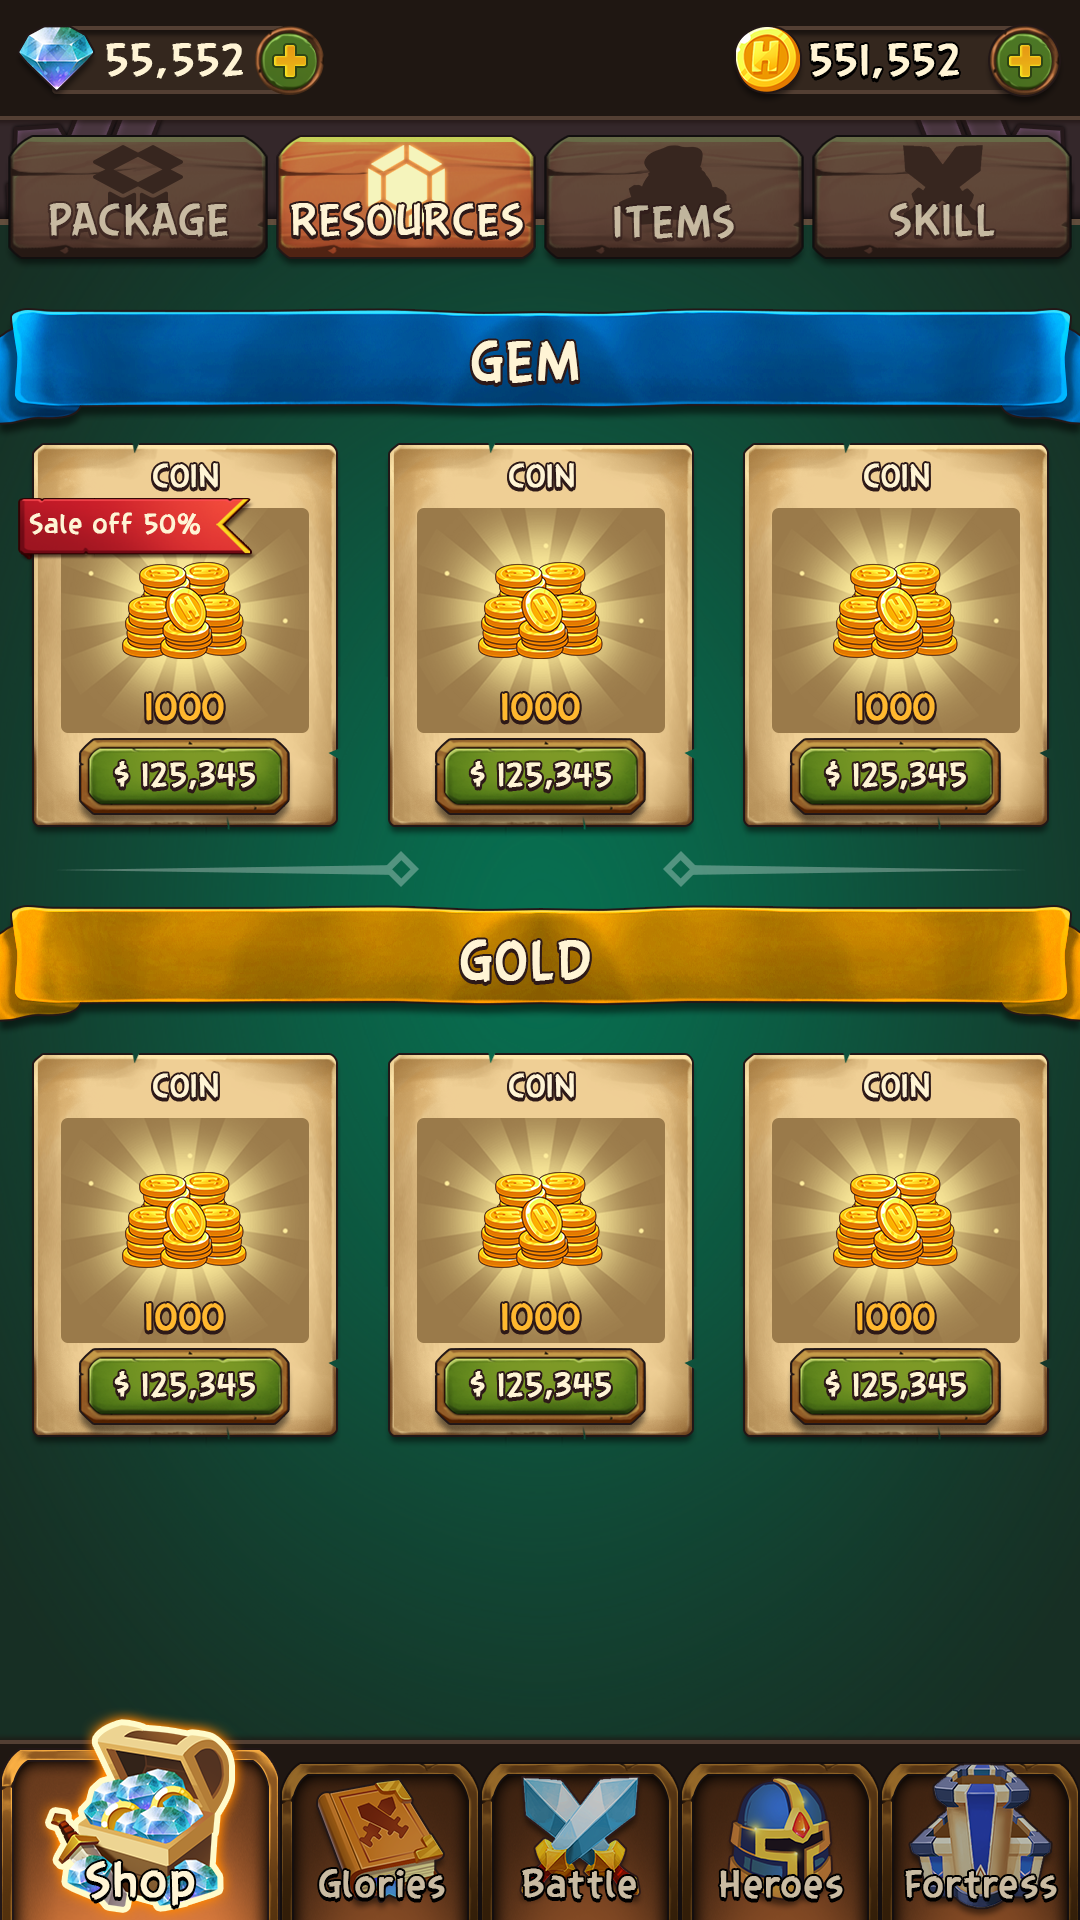 55,552
551,552
PACKAGE
RESOURCES
ITEMS
SKILL
GEM
COIN
COIN
COIN
Sale off 50%
1000
1000
1000
$ 125,345
$ 125,345
$ 125,345
GOLD
COIN
COIN
COIN
1000
1000
1000
$ 125,345
$ 125,345
$ 125,345
Shop
Glories
Battle
Heroes
Fortress